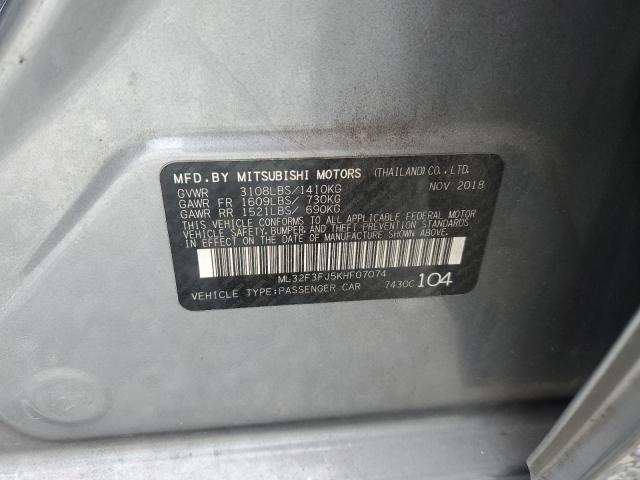 MFD. BY MITSUBISHI MOTORS (THAILAND) CO., LTD.
GVWR 3108LBS/1410KG NOV 2018
GAWR FR 1609LBS/ 730KG
GAWR RR 1521LBS/ 690KG
THIS VEHICLE CONFORMS TO ALL APPLICABLE FEDERAL MOTOR
VEHICLE SAFETY, BUMPER, AND THEFT PREVENTION STANDARDS
IN EFFECT ON THE DATE OF MANUFACTURE SHOWN ABOVE.
ML32F3FJ5KHF07074
VEHICLE TYPE:PASSENGER CAR 7430C 104